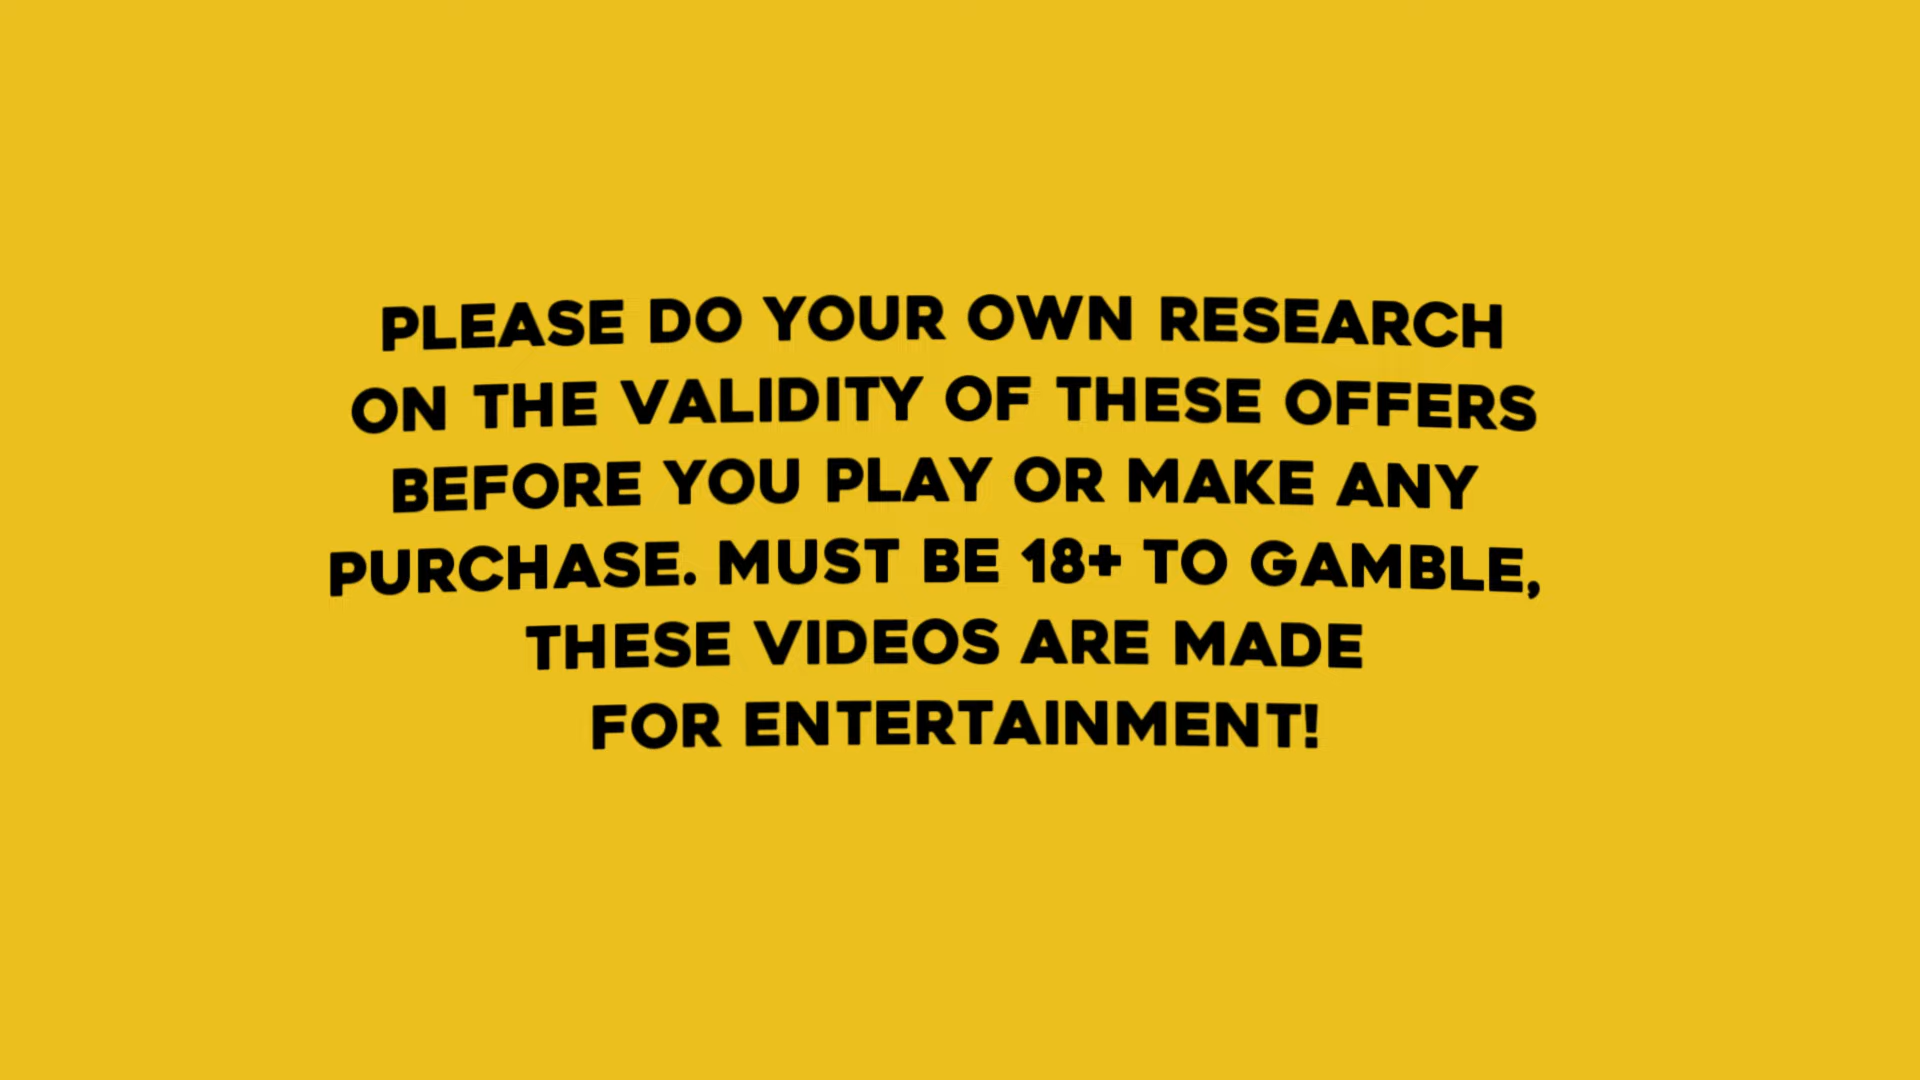 PLEASE DO YOUR OWN RESEARCH
ON THE VALIDITY OF THESE OFFERS
BEFORE YOU PLAY OR MAKE ANY
PURCHASE. MUST BE 18+ TO GAMBLE,
THESE VIDEOS ARE MADE
FOR ENTERTAINMENT!